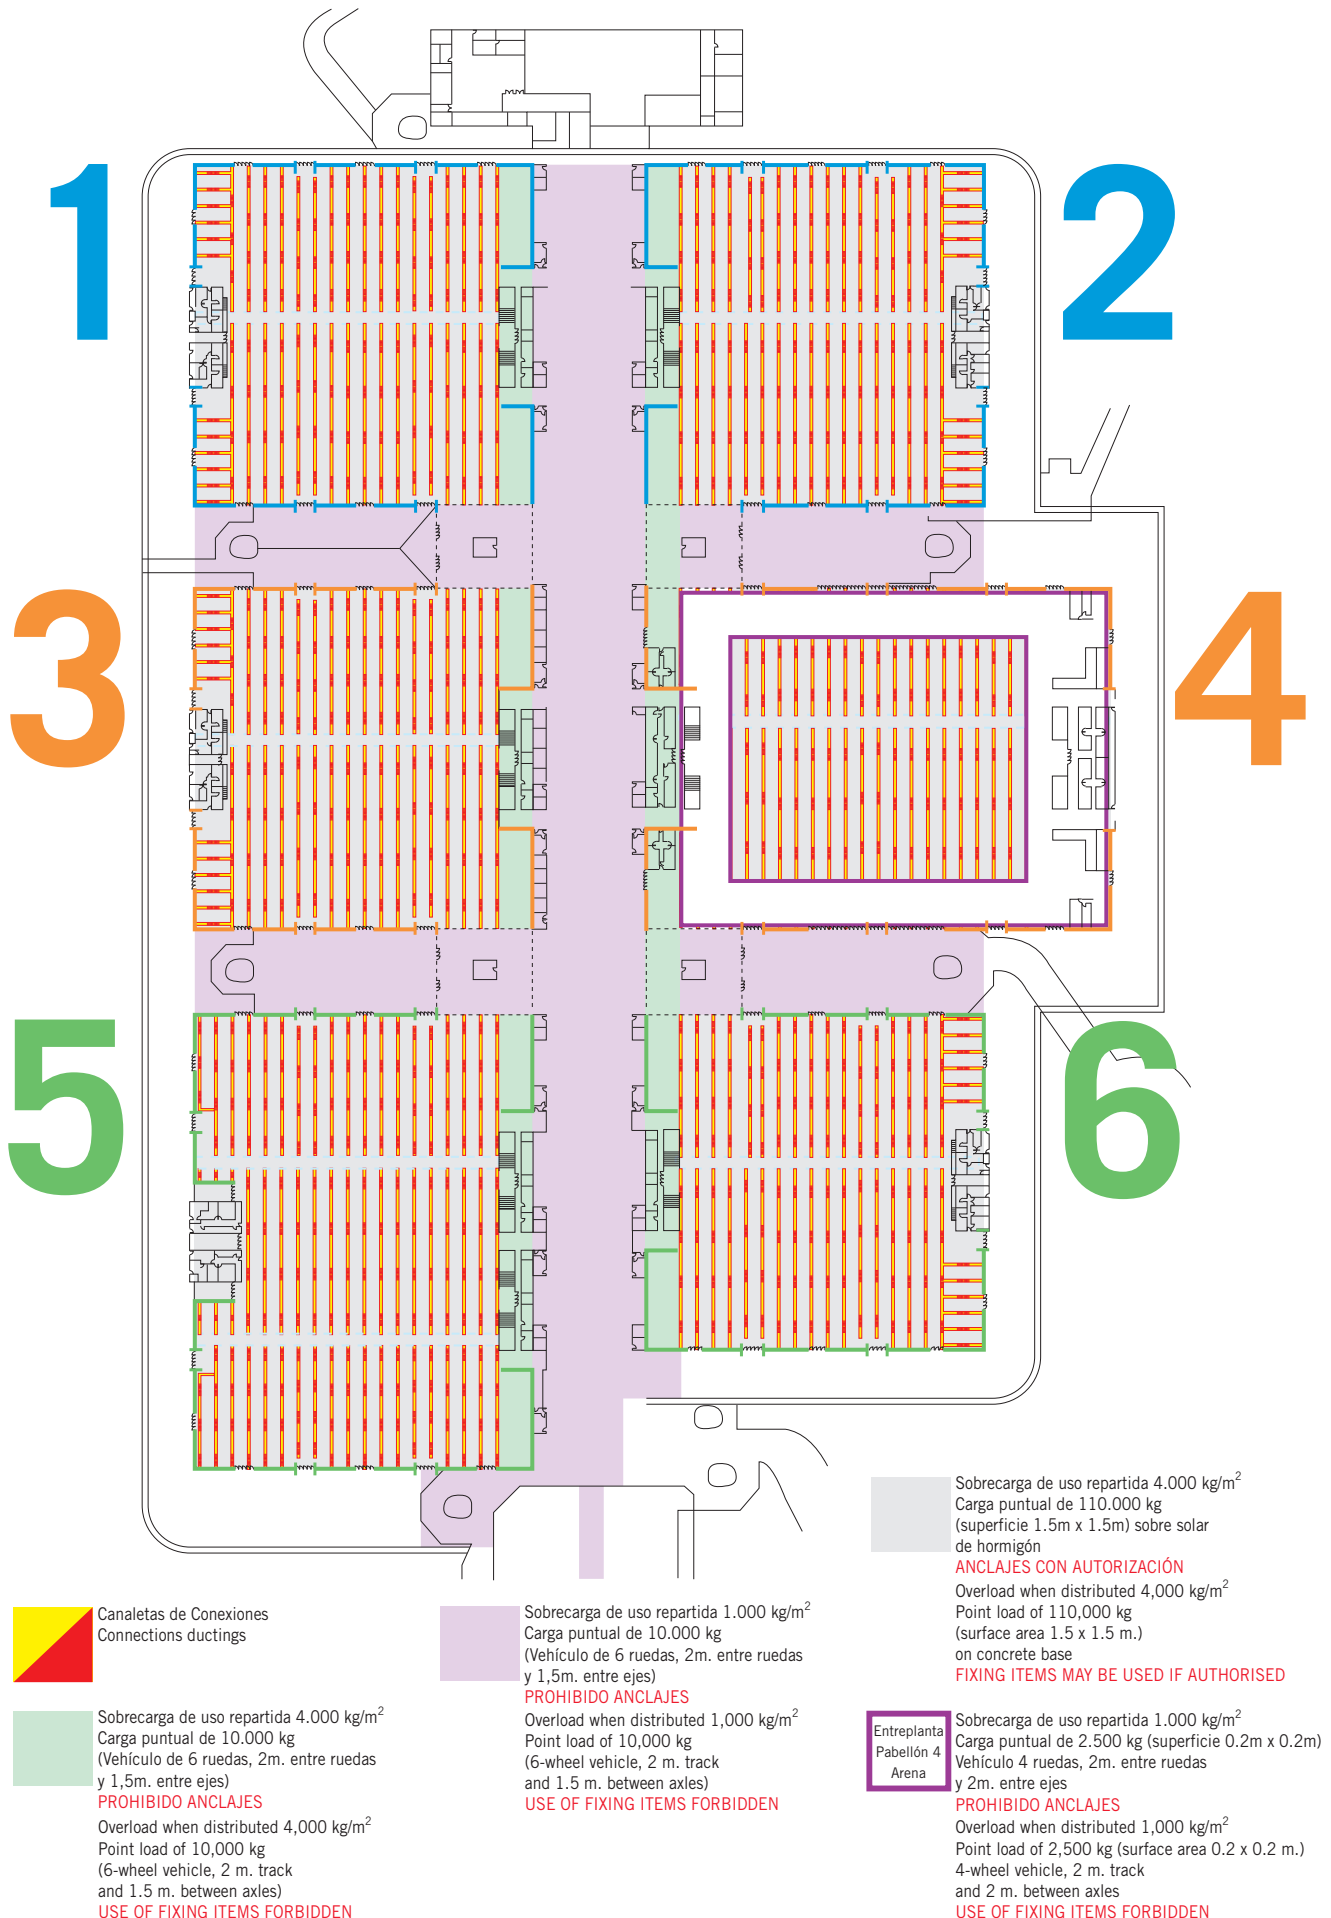 1
2
3
4
5
6
Canaletas de Conexiones
Connections ductings
Sobrecarga de uso repartida 4.000 kg/m²
Carga puntual de 10.000 kg
(Vehículo de 6 ruedas, 2m. entre ruedas
y 1,5m. entre ejes)
PROHIBIDO ANCLAJES
Overload when distributed 4,000 kg/m²
Point load of 10,000 kg
(6-wheel vehicle, 2 m. track
and 1.5 m. between axles)
USE OF FIXING ITEMS FORBIDDEN
Sobrecarga de uso repartida 1.000 kg/m²
Carga puntual de 10.000 kg
(Vehículo de 6 ruedas, 2m. entre ruedas
y 1,5m. entre ejes)
PROHIBIDO ANCLAJES
Overload when distributed 1,000 kg/m²
Point load of 10,000 kg
(6-wheel vehicle, 2 m. track
and 1.5 m. between axles)
USE OF FIXING ITEMS FORBIDDEN
Sobrecarga de uso repartida 4.000 kg/m²
Carga puntual de 110.000 kg
(superficie 1.5m x 1.5m) sobre solar
de hormigón
ANCLAJES CON AUTORIZACIÓN
Overload when distributed 4,000 kg/m²
Point load of 110,000 kg
(surface area 1.5 x 1.5 m.)
on concrete base
FIXING ITEMS MAY BE USED IF AUTHORISED
Entreplanta
Pabellón 4
Arena
Sobrecarga de uso repartida 1.000 kg/m²
Carga puntual de 2.500 kg (superficie 0.2m x 0.2m)
Vehículo 4 ruedas, 2m. entre ruedas
y 2m. entre ejes
PROHIBIDO ANCLAJES
Overload when distributed 1,000 kg/m²
Point load of 2,500 kg (surface area 0.2 x 0.2 m.)
4-wheel vehicle, 2 m. track
and 2 m. between axles
USE OF FIXING ITEMS FORBIDDEN